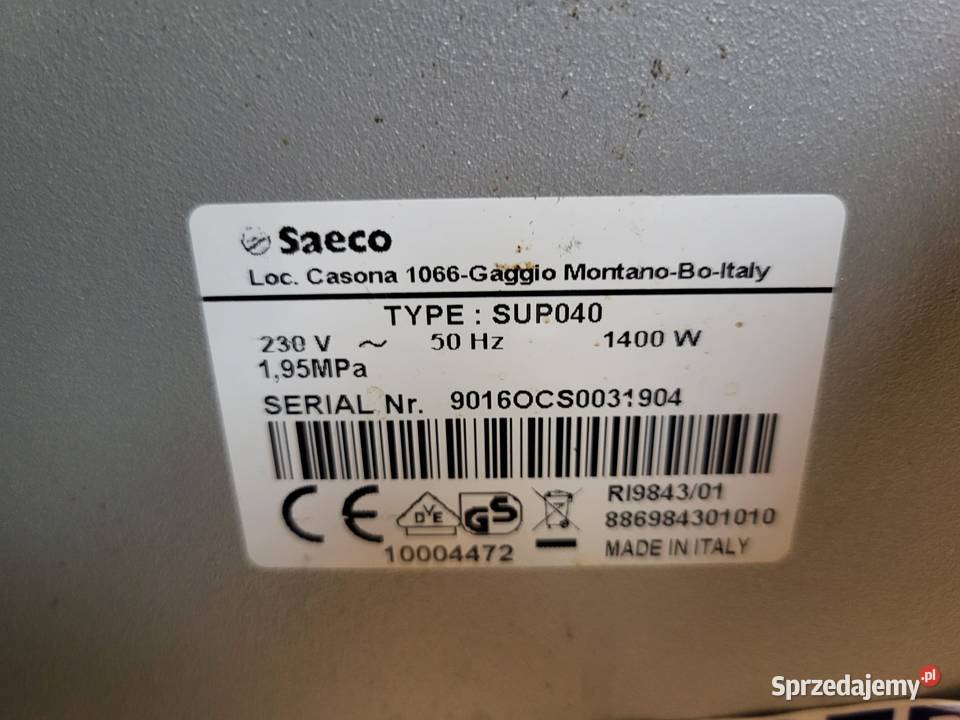 Saeco
Loc. Casona 1066-Gaggio Montano-Bo-Italy
TYPE : SUP040
230 V ~ 50 Hz 1400 W
1,95MPa
SERIAL Nr. 9016OCS0031904
CE DVE GS RI9843/01
886984301010
10004472 MADE IN ITALY
Sprzedajemy.pl